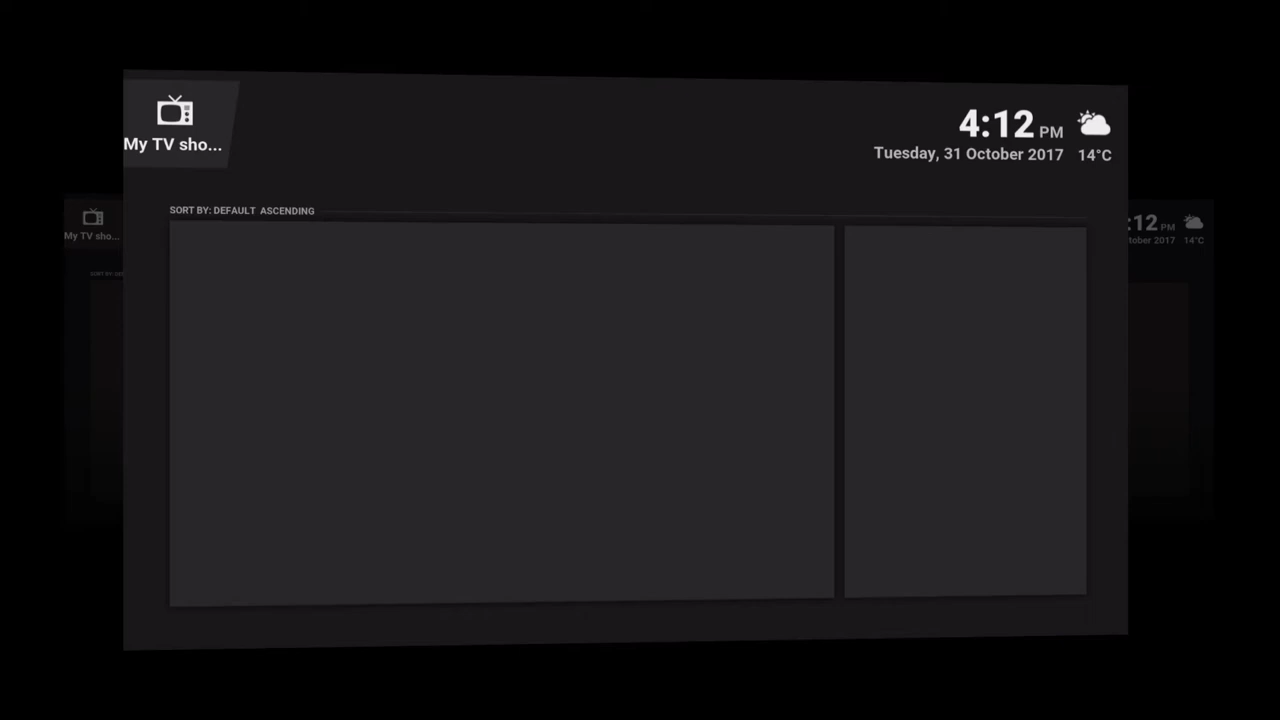 4:12 PM
My TV sho...
Tuesday, 31 October 2017 14°C
SORT BY: DEFAULT ASCENDING
:12 PM
My TV sho...
tober 2017 14°C